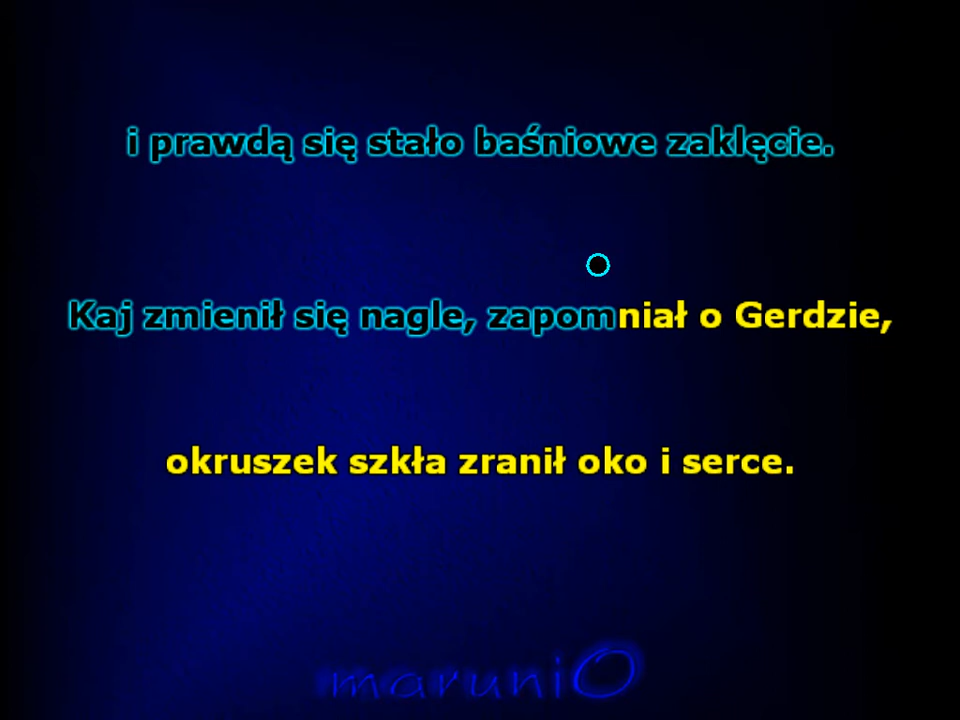 i prawdą się stało baśniowe zaklęcie.
Kaj zmienił się nagle, zapomniał o Gerdzie,
okruszek szkła zranił oko i serce.
maruniO